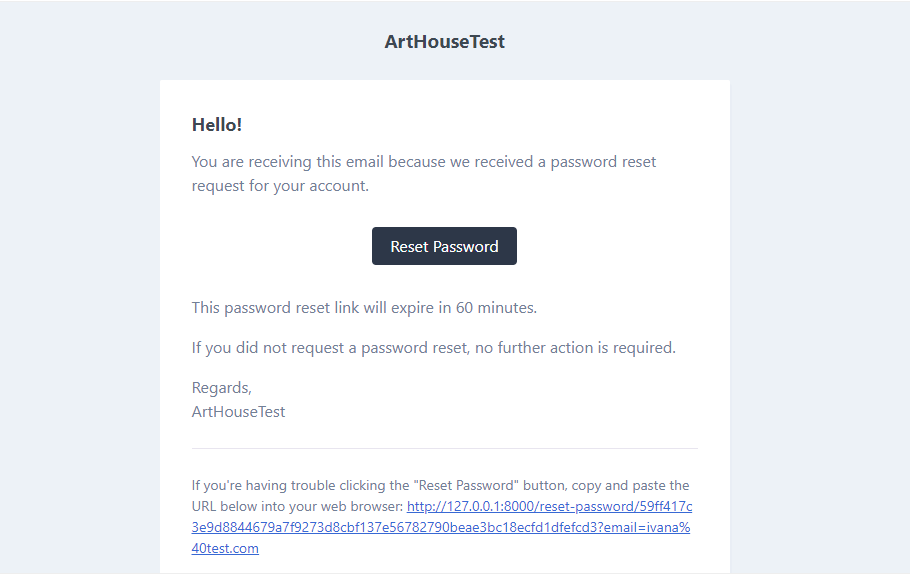 ArtHouseTest
Hello!
You are receiving this email because we received a password reset
request for your account.
Reset Password
This password reset link will expire in 60 minutes.
If you did not request a password reset, no further action is required.
Regards,
ArtHouseTest
If you're having trouble clicking the "Reset Password" button, copy and paste the
URL below into your web browser: http://127.0.0.1:8000/reset-password/59ff417c
3e9d8844679a7f9273d8cbf137e56782790beae3bc18ecfd1dfefcd3?email=ivana%
40test.com